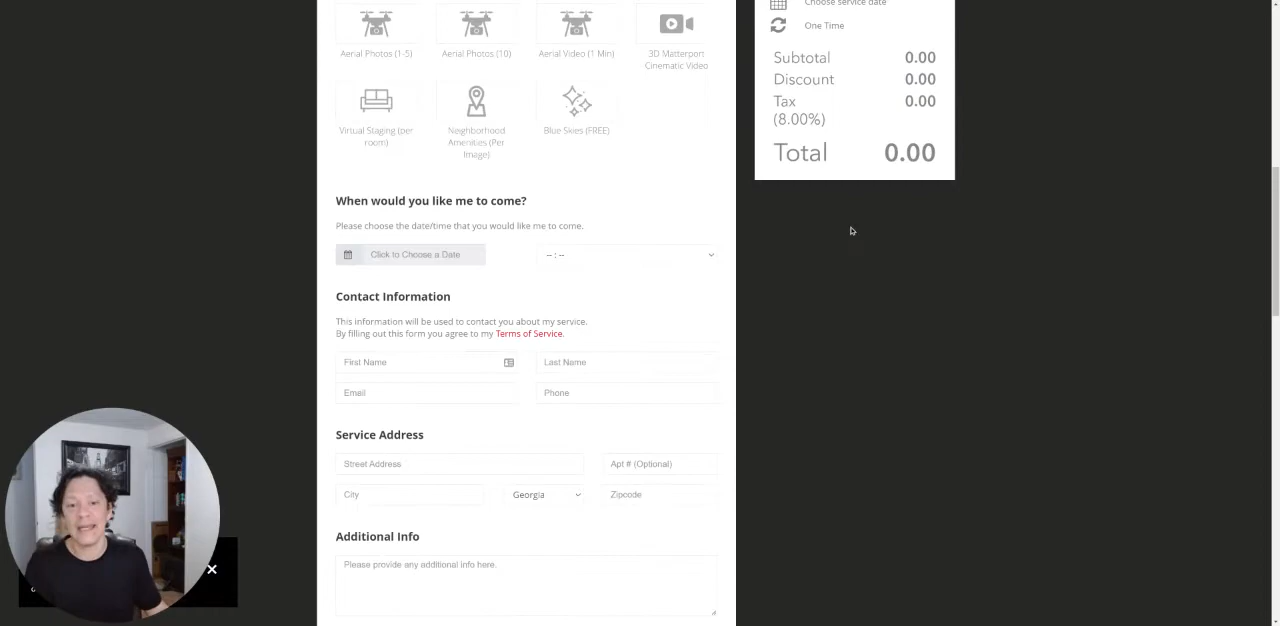 Choose service date
One Time
Subtotal 0.00
Discount 0.00
Tax 0.00
(8.00%)
Total 0.00
Aerial Photos (1-5)
Aerial Photos (10)
Aerial Video (1 Min)
3D Matterport
Cinematic Video
Virtual Staging (per
room)
Neighborhood
Amenities (Per
Image)
Blue Skies (FREE)
When would you like me to come?
Please choose the date/time that you would like me to come.
Click to Choose a Date
-- : --
Contact Information
This information will be used to contact you about my service.
By filling out this form you agree to my Terms of Service.
First Name
Last Name
Email
Phone
Service Address
Street Address
Apt # (Optional)
City
Georgia
Zipcode
Additional Info
Please provide any additional info here.